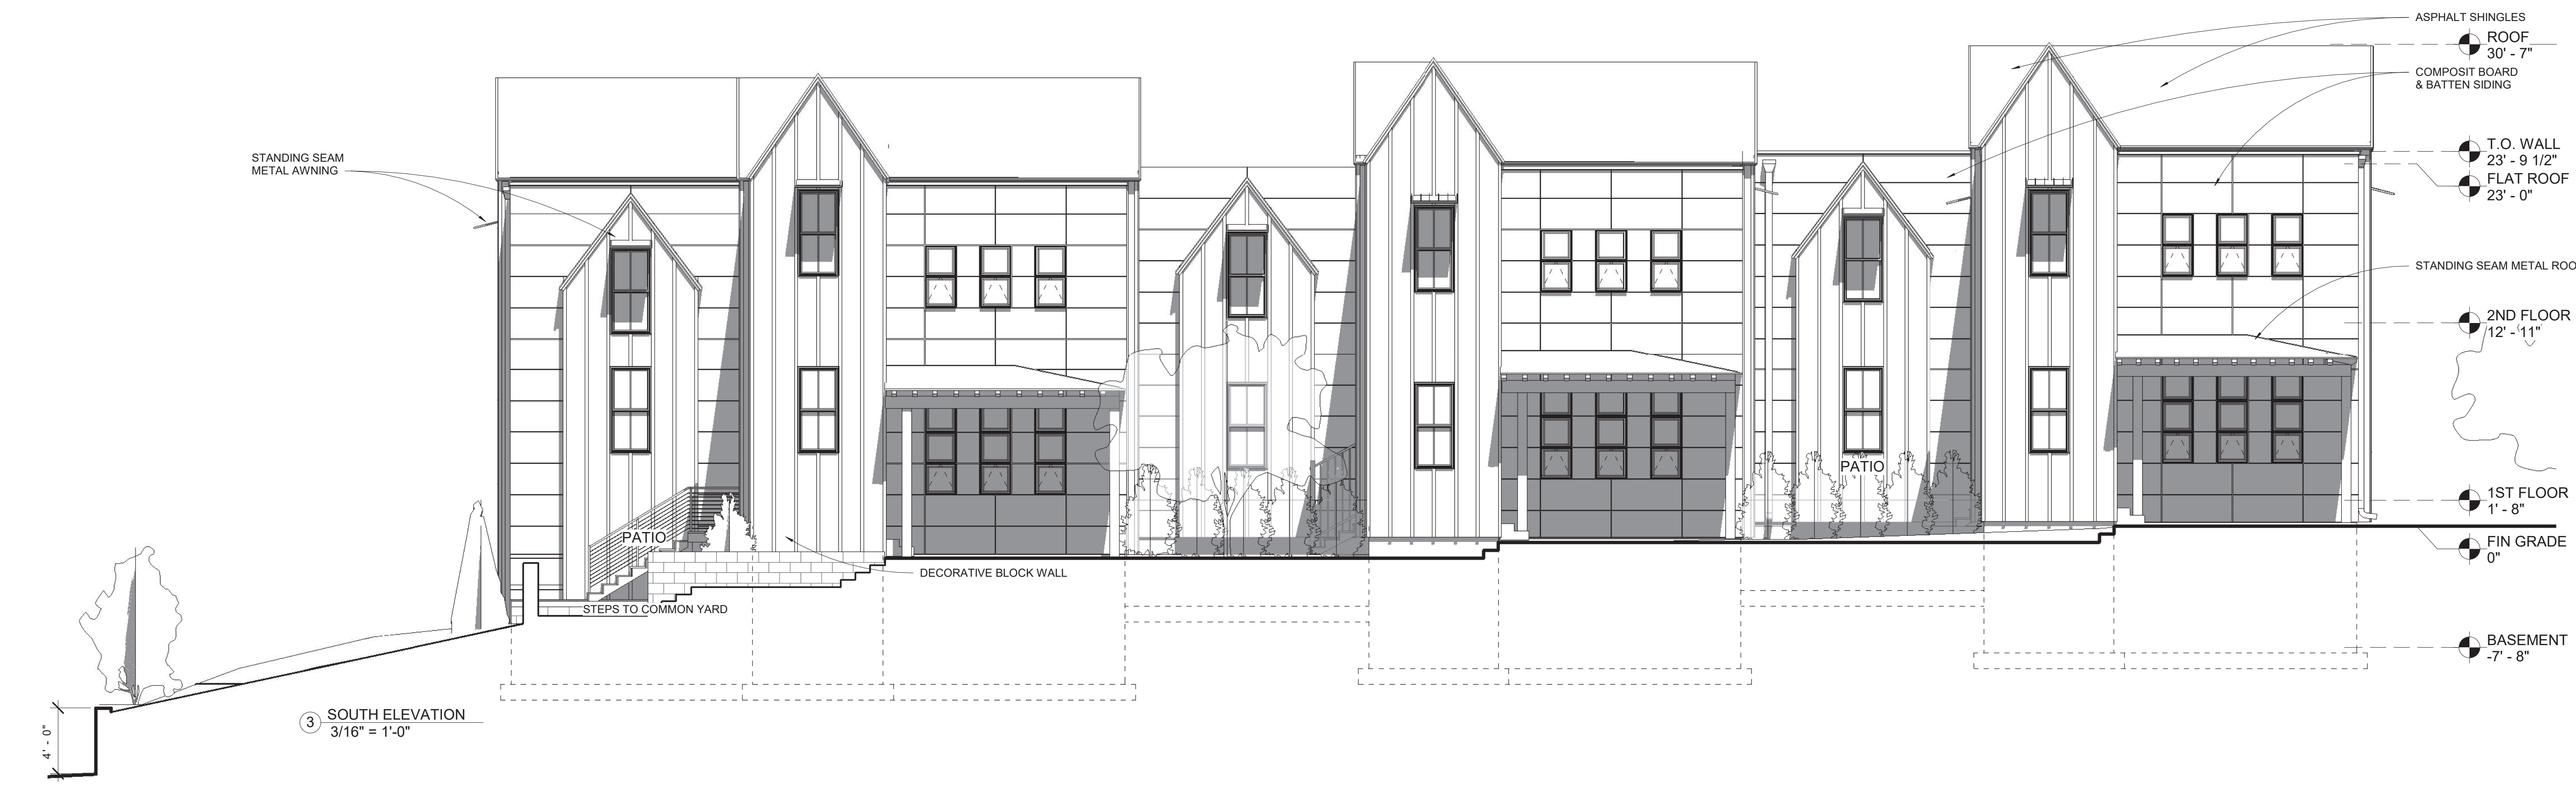 ASPHALT SHINGLES
ROOF
30' - 7"
COMPOSIT BOARD
& BATTEN SIDING
STANDING SEAM
METAL AWNING
T.O. WALL
23' - 9 1/2"
FLAT ROOF
23' - 0"
STANDING SEAM METAL ROO
2ND FLOOR
12' - 11"
PATIO
1ST FLOOR
1' - 8"
PATIO
FIN GRADE
0"
DECORATIVE BLOCK WALL
STEPS TO COMMON YARD
BASEMENT
-7' - 8"
3 SOUTH ELEVATION
3/16" = 1'-0"
4' - 0"